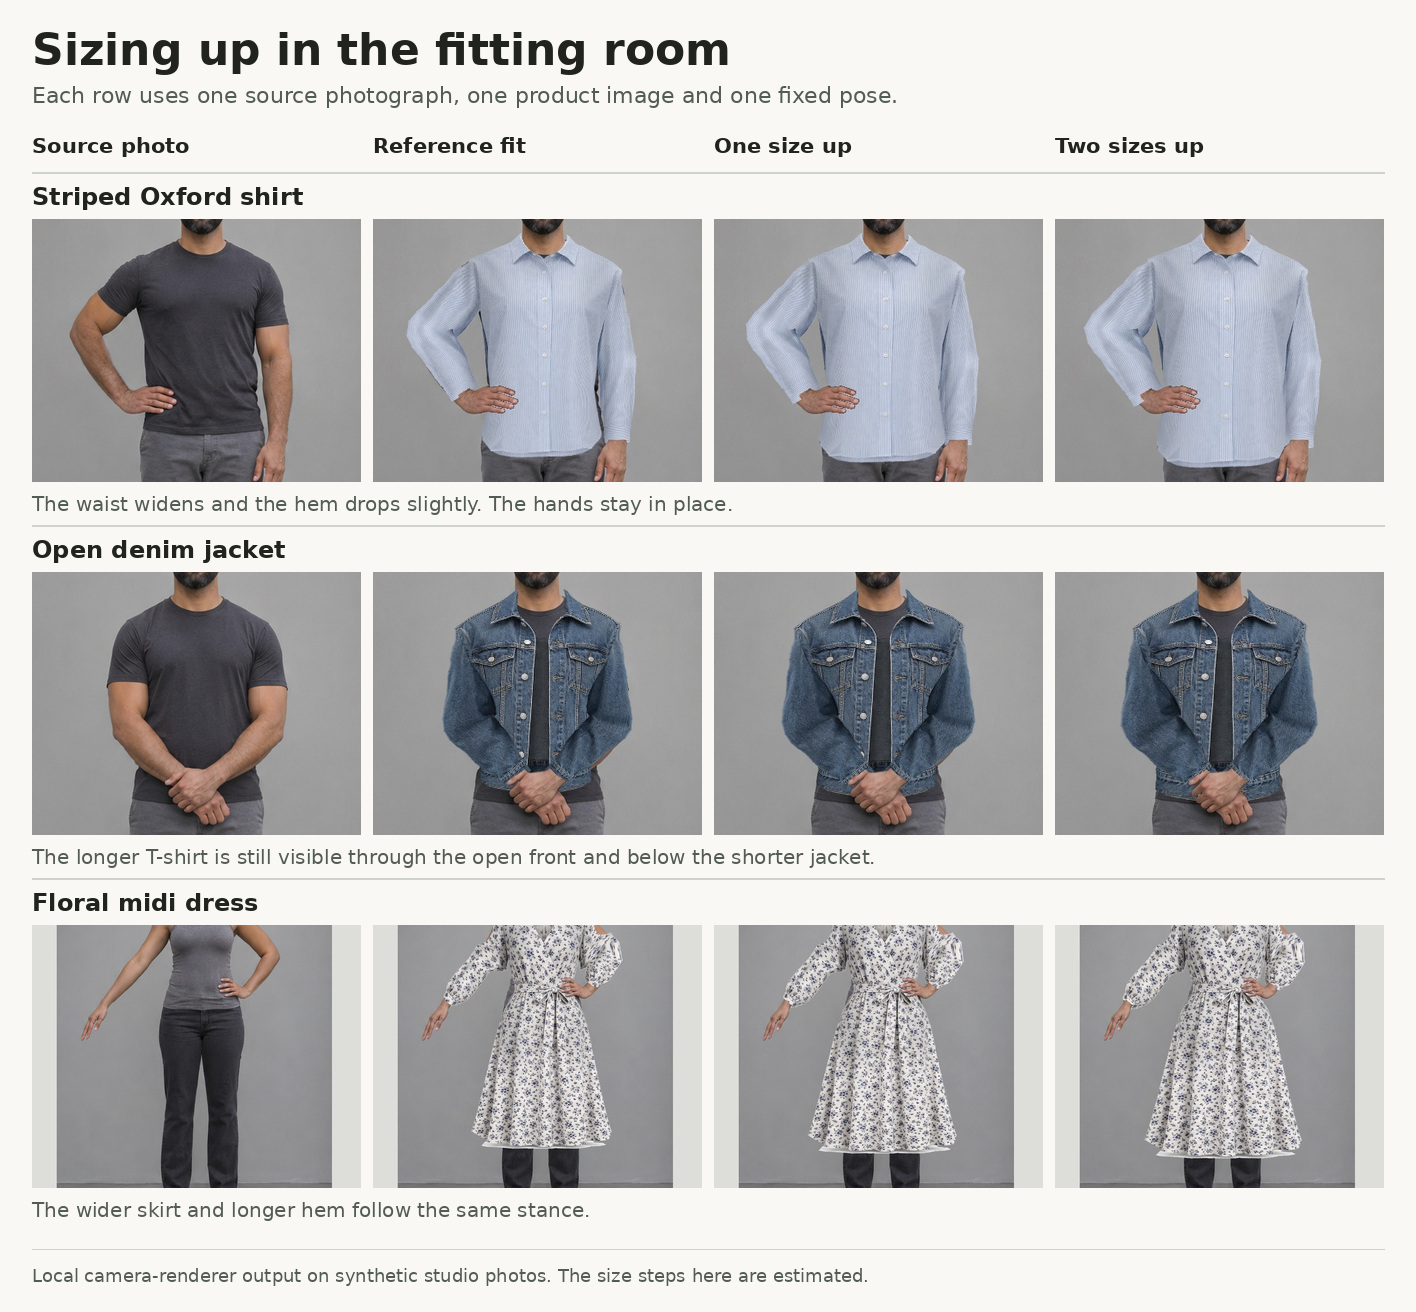 Sizing up in the fitting room
Each row uses one source photograph, one product image and one fixed pose.
Source photo
Reference fit
One size up
Two sizes up
Striped Oxford shirt
The waist widens and the hem drops slightly. The hands stay in place.
Open denim jacket
The longer T-shirt is still visible through the open front and below the shorter jacket.
Floral midi dress
The wider skirt and longer hem follow the same stance.
Local camera-renderer output on synthetic studio photos. The size steps here are estimated.